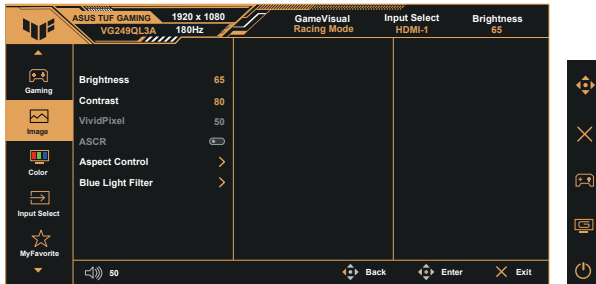 ASUS TUF GAMING 1920 x 1080
VG249QL3A 180Hz
GameVisual
Racing Mode
Input Select
HDMI-1
Brightness
65
Gaming
Image
Color
Input Select
MyFavorite
Brightness 65
Contrast 80
VividPixel 50
ASCR
Aspect Control
Blue Light Filter
50
Back
Enter
Exit